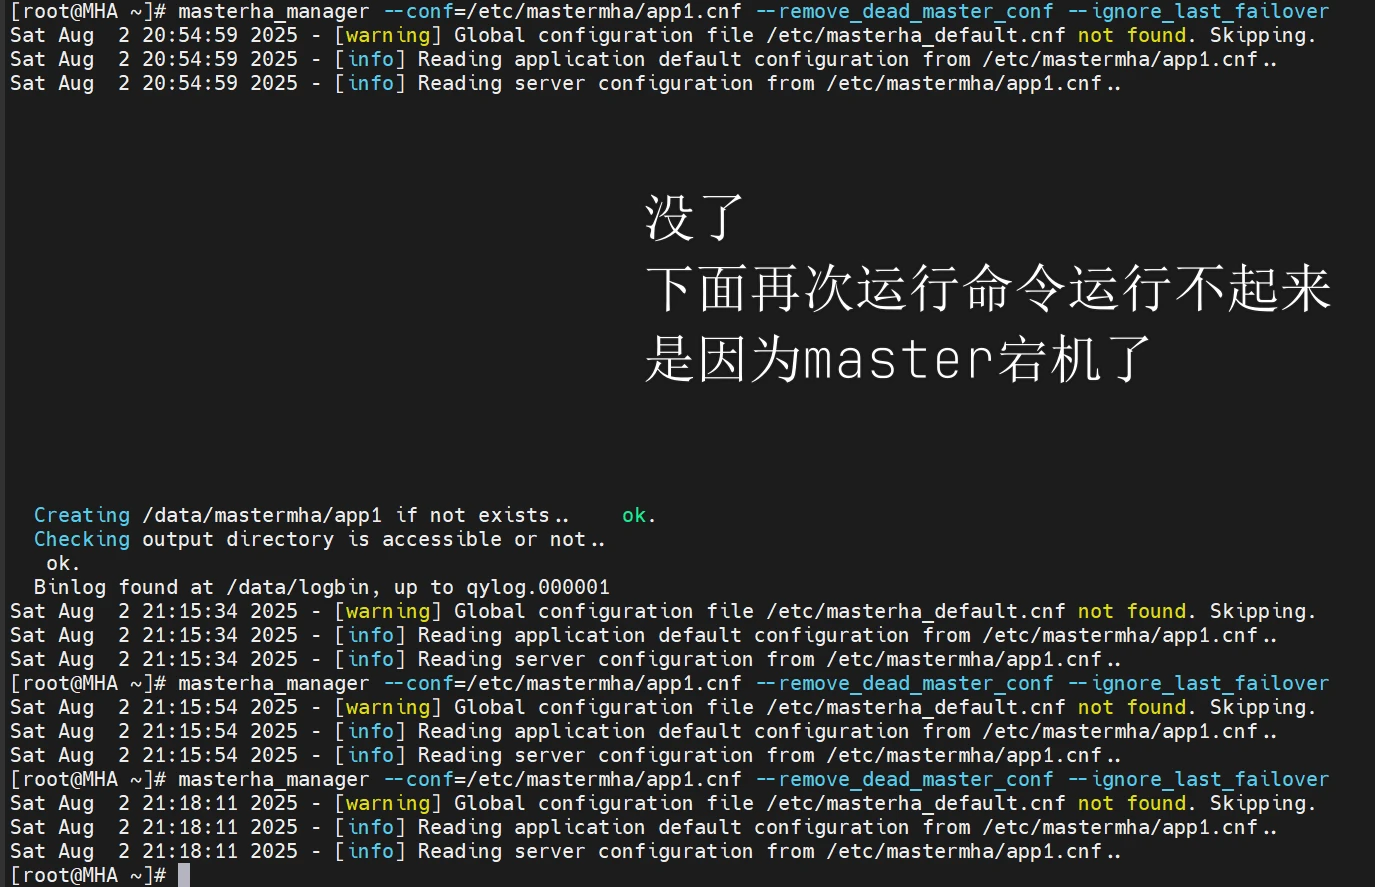 [root@MHA ~]# masterha_manager --conf=/etc/mastermha/app1.cnf --remove_dead_master_conf --ignore_last_failover
Sat Aug  2 20:54:59 2025 - [warning] Global configuration file /etc/masterha_default.cnf not found. Skipping.
Sat Aug  2 20:54:59 2025 - [info] Reading application default configuration from /etc/mastermha/app1.cnf..
Sat Aug  2 20:54:59 2025 - [info] Reading server configuration from /etc/mastermha/app1.cnf..
没了
下面再次运行命令运行不起来
是因为master宕机了
  Creating /data/mastermha/app1 if not exists..    ok.
  Checking output directory is accessible or not..
   ok.
  Binlog found at /data/logbin, up to qylog.000001
Sat Aug  2 21:15:34 2025 - [warning] Global configuration file /etc/masterha_default.cnf not found. Skipping.
Sat Aug  2 21:15:34 2025 - [info] Reading application default configuration from /etc/mastermha/app1.cnf..
Sat Aug  2 21:15:34 2025 - [info] Reading server configuration from /etc/mastermha/app1.cnf..
[root@MHA ~]# masterha_manager --conf=/etc/mastermha/app1.cnf --remove_dead_master_conf --ignore_last_failover
Sat Aug  2 21:15:54 2025 - [warning] Global configuration file /etc/masterha_default.cnf not found. Skipping.
Sat Aug  2 21:15:54 2025 - [info] Reading application default configuration from /etc/mastermha/app1.cnf..
Sat Aug  2 21:15:54 2025 - [info] Reading server configuration from /etc/mastermha/app1.cnf..
[root@MHA ~]# masterha_manager --conf=/etc/mastermha/app1.cnf --remove_dead_master_conf --ignore_last_failover
Sat Aug  2 21:18:11 2025 - [warning] Global configuration file /etc/masterha_default.cnf not found. Skipping.
Sat Aug  2 21:18:11 2025 - [info] Reading application default configuration from /etc/mastermha/app1.cnf..
Sat Aug  2 21:18:11 2025 - [info] Reading server configuration from /etc/mastermha/app1.cnf..
[root@MHA ~]#